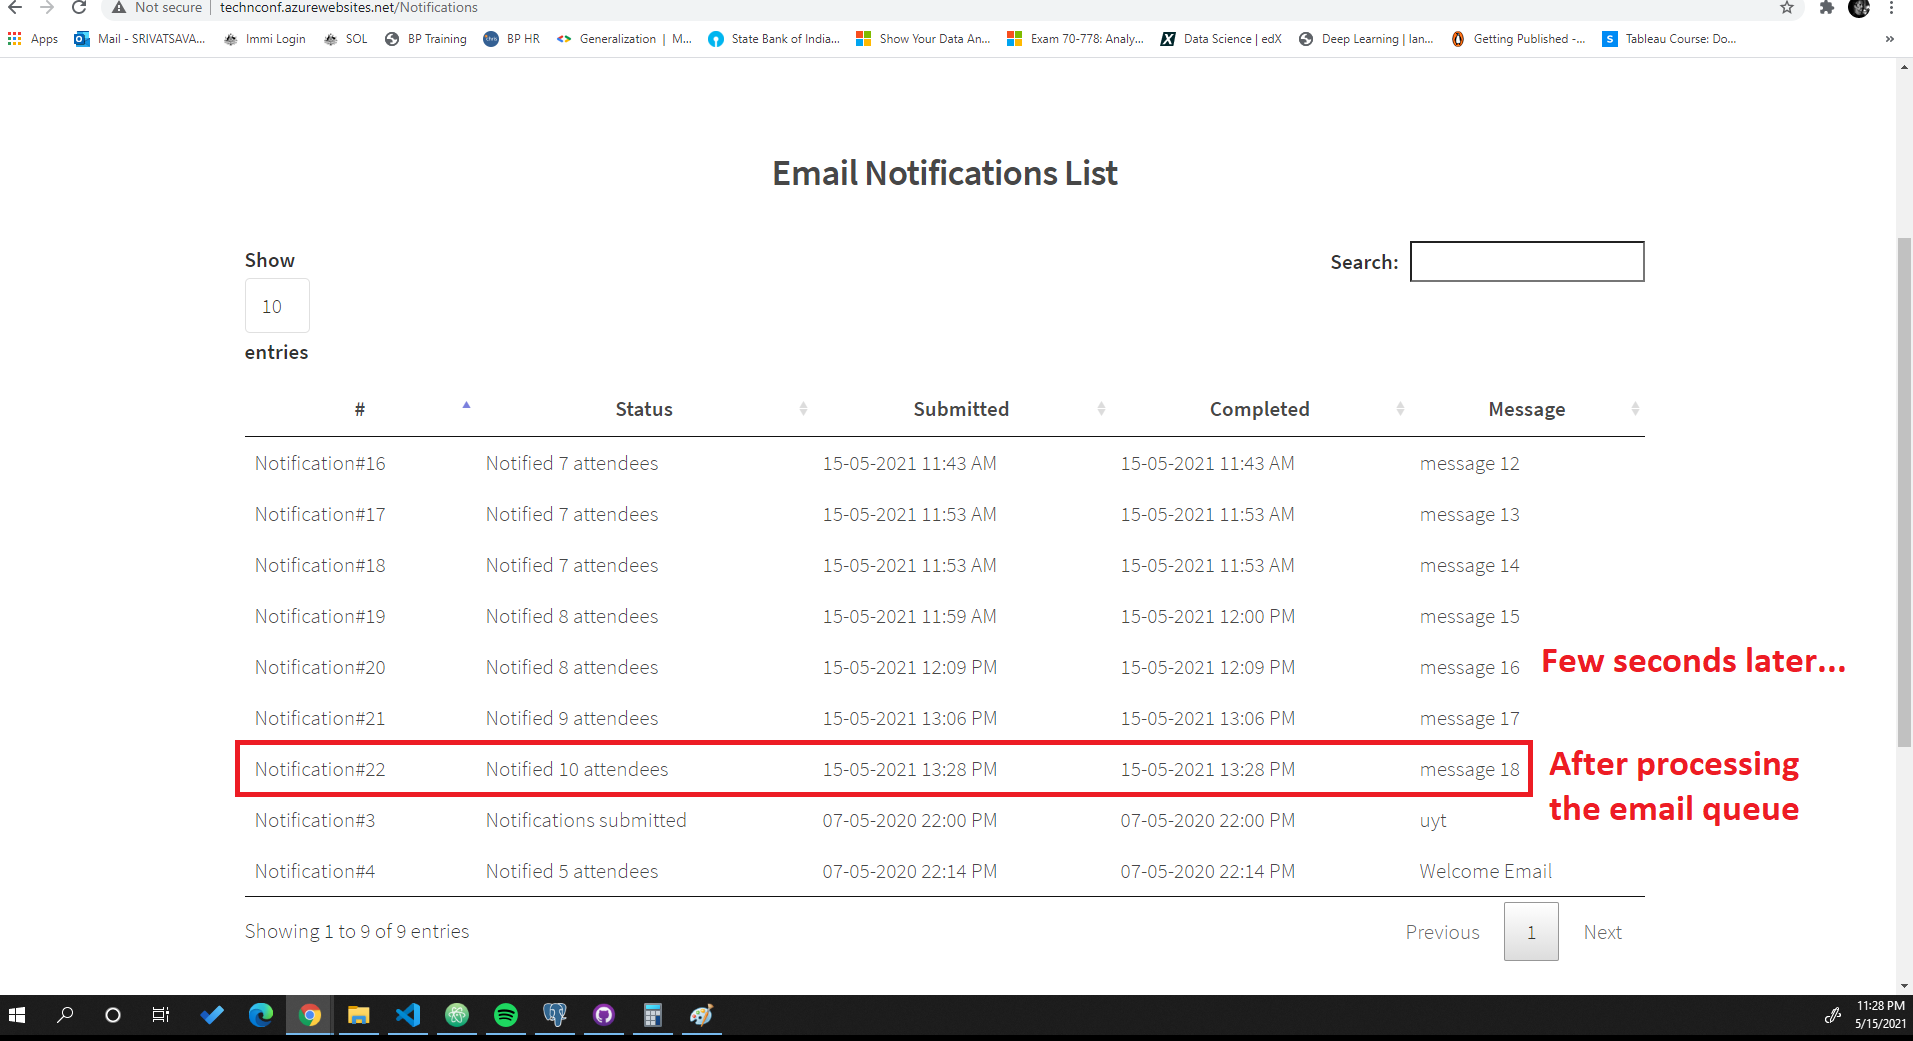 Not secure | technconf.azurewebsites.net/Notifications
Apps Mail - SRIVATSAVA... Immi Login SOL BP Training BP HR Generalization | M... State Bank of India... Show Your Data An... Exam 70-778: Analy... Data Science | edX Deep Learning | Ian... Getting Published -... Tableau Course: Do... »
Email Notifications List
Show
10
entries
Search:
# Status Submitted Completed Message
Notification#16 Notified 7 attendees 15-05-2021 11:43 AM 15-05-2021 11:43 AM message 12
Notification#17 Notified 7 attendees 15-05-2021 11:53 AM 15-05-2021 11:53 AM message 13
Notification#18 Notified 7 attendees 15-05-2021 11:53 AM 15-05-2021 11:53 AM message 14
Notification#19 Notified 8 attendees 15-05-2021 11:59 AM 15-05-2021 12:00 PM message 15
Notification#20 Notified 8 attendees 15-05-2021 12:09 PM 15-05-2021 12:09 PM message 16
Few seconds later...
Notification#21 Notified 9 attendees 15-05-2021 13:06 PM 15-05-2021 13:06 PM message 17
Notification#22 Notified 10 attendees 15-05-2021 13:28 PM 15-05-2021 13:28 PM message 18
After processing
the email queue
Notification#3 Notifications submitted 07-05-2020 22:00 PM 07-05-2020 22:00 PM uyt
Notification#4 Notified 5 attendees 07-05-2020 22:14 PM 07-05-2020 22:14 PM Welcome Email
Showing 1 to 9 of 9 entries
Previous 1 Next
11:28 PM
5/15/2021